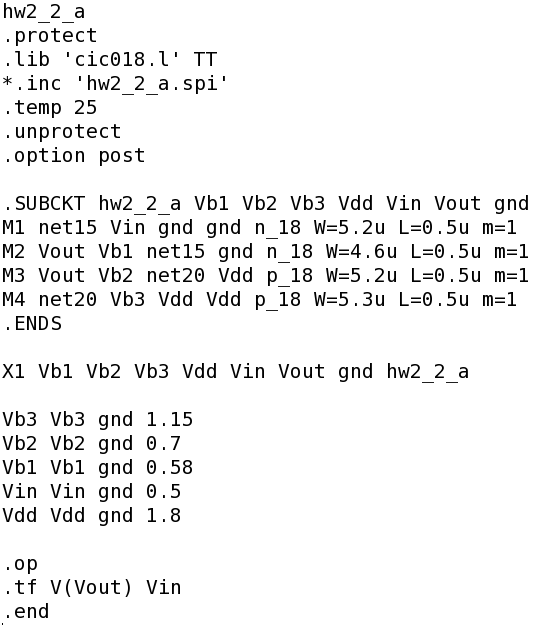 hw2_2_a
.protect
.lib 'cic018.l' TT
*.inc 'hw2_2_a.spi'
.temp 25
.unprotect
.option post
.SUBCKT hw2_2_a Vb1 Vb2 Vb3 Vdd Vin Vout gnd
M1 net15 Vin gnd gnd n_18 W=5.2u L=0.5u m=1
M2 Vout Vb1 net15 gnd n_18 W=4.6u L=0.5u m=1
M3 Vout Vb2 net20 Vdd p_18 W=5.2u L=0.5u m=1
M4 net20 Vb3 Vdd Vdd p_18 W=5.3u L=0.5u m=1
.ENDS
X1 Vb1 Vb2 Vb3 Vdd Vin Vout gnd hw2_2_a
Vb3 Vb3 gnd 1.15
Vb2 Vb2 gnd 0.7
Vb1 Vb1 gnd 0.58
Vin Vin gnd 0.5
Vdd Vdd gnd 1.8
.op
.tf V(Vout) Vin
.end